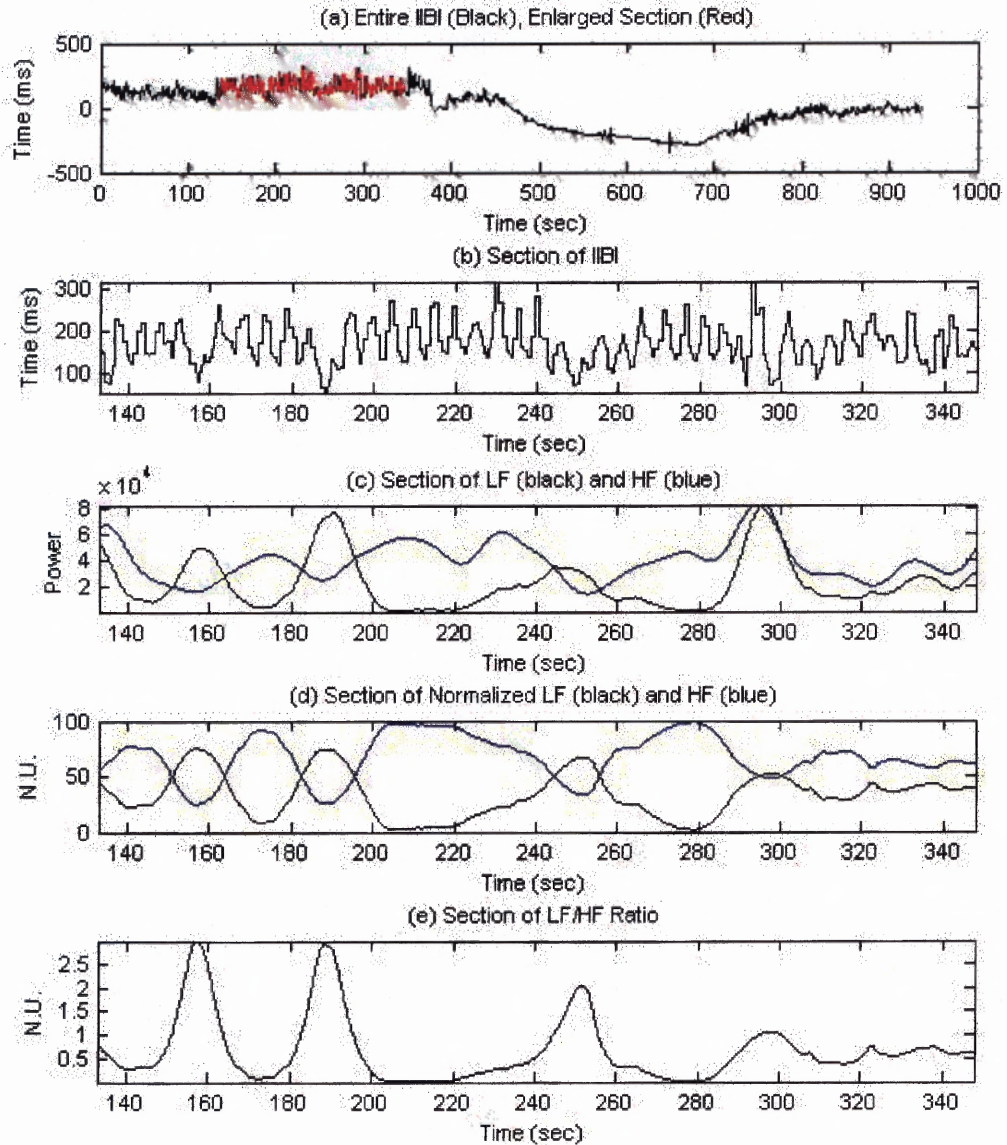 (a) Entire IIBI (Black), Enlarged Section (Red)
500
0
-500
Time (ms)
0 100 200 300 400 500 600 700 800 900 1000
Time (sec)
(b) Section of IIBI
300
200
100
Time (ms)
140 160 180 200 220 240 260 280 300 320 340
Time (sec)
(c) Section of LF (black) and HF (blue)
× 10⁴
8
6
4
2
Power
140 160 180 200 220 240 260 280 300 320 340
Time (sec)
(d) Section of Normalized LF (black) and HF (blue)
100
50
0
N.U.
140 160 180 200 220 240 260 280 300 320 340
Time (sec)
(e) Section of LF/HF Ratio
2.5
2
1.5
1
0.5
N.U.
140 160 180 200 220 240 260 280 300 320 340
Time (sec)